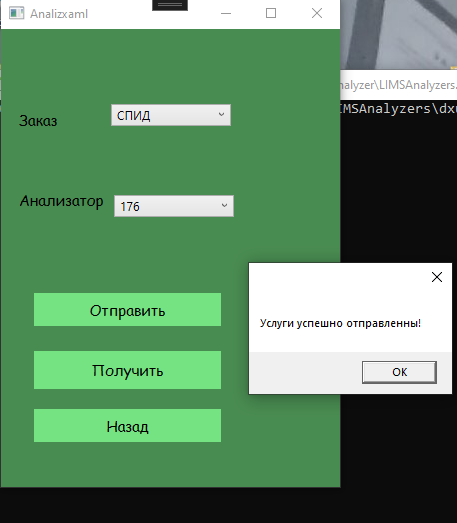 Analizxaml
nalyzer\LIMSAnalyzers.
IMSAnalyzers\dx
Заказ
СПИД
Анализатор
176
Услуги успешно отправленны!
OK
Отправить
Получить
Назад